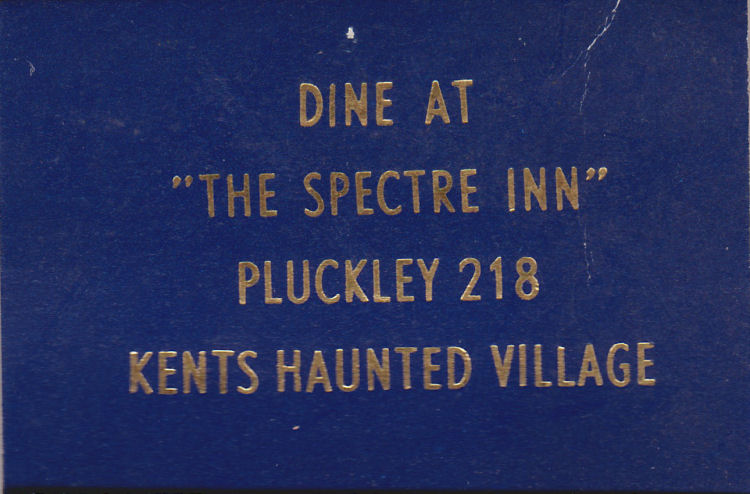 DINE AT
"THE SPECTRE INN"
PLUCKLEY 218
KENTS HAUNTED VILLAGE